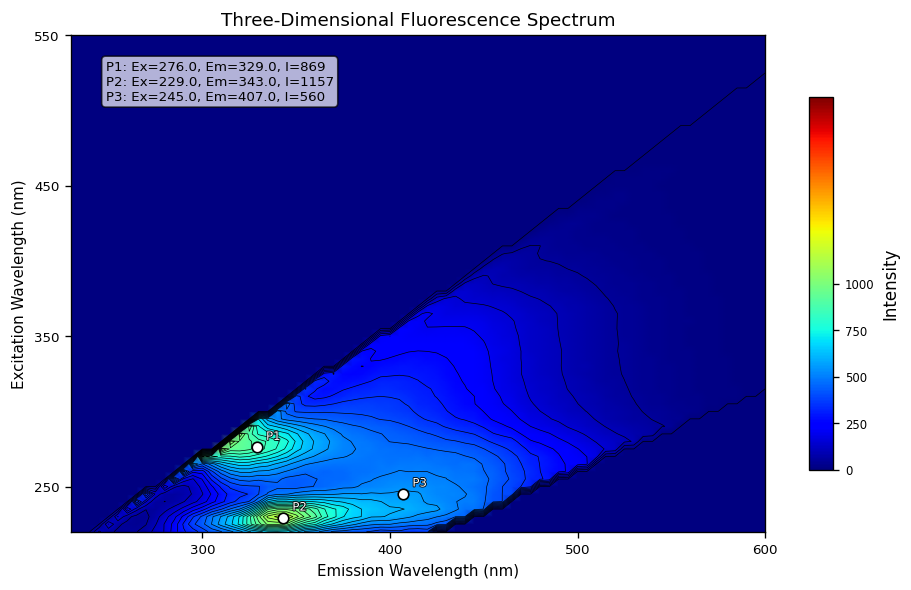 Three-Dimensional Fluorescence Spectrum
550
450
350
250
Excitation Wavelength (nm)
P1: Ex=276.0, Em=329.0, I=869
P2: Ex=229.0, Em=343.0, I=1157
P3: Ex=245.0, Em=407.0, I=560
P1
P3
P2
300
400
500
600
Emission Wavelength (nm)
1000
750
500
250
0
Intensity